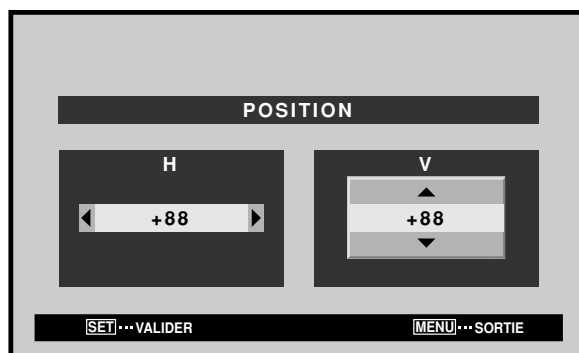 POSITION
H V
+88 +88
SET ··· VALIDER MENU ··· SORTIE